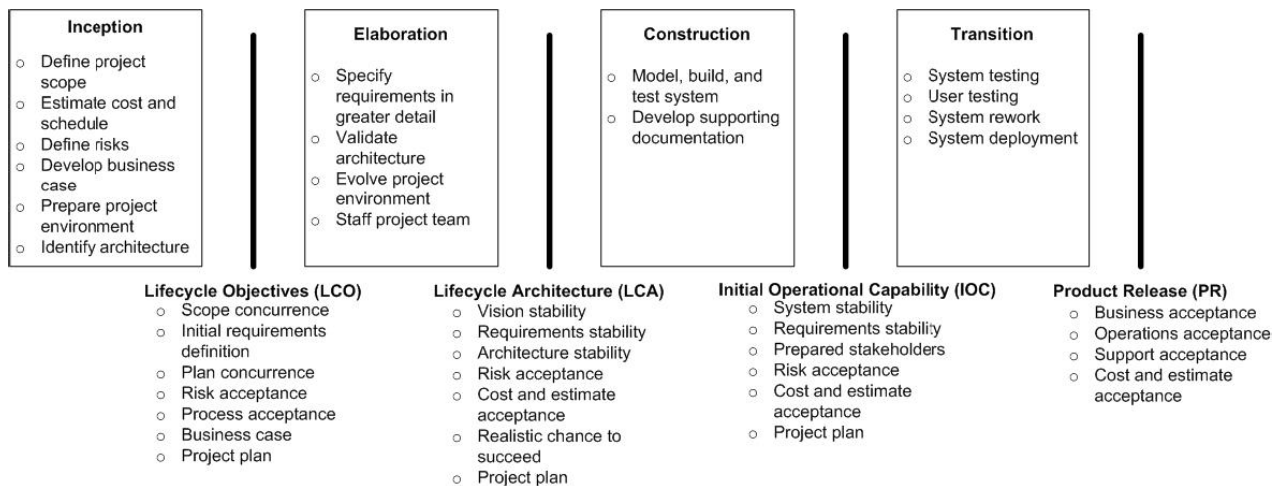 Inception
○ Define project
scope
○ Estimate cost and
schedule
○ Define risks
○ Develop business
case
○ Prepare project
environment
○ Identify architecture
Elaboration
○ Specify
requirements in
greater detail
○ Validate
architecture
○ Evolve project
environment
○ Staff project team
Construction
○ Model, build, and
test system
○ Develop supporting
documentation
Transition
○ System testing
○ User testing
○ System rework
○ System deployment
Lifecycle Objectives (LCO)
○ Scope concurrence
○ Initial requirements
definition
○ Plan concurrence
○ Risk acceptance
○ Process acceptance
○ Business case
○ Project plan
Lifecycle Architecture (LCA)
○ Vision stability
○ Requirements stability
○ Architecture stability
○ Risk acceptance
○ Cost and estimate
acceptance
○ Realistic chance to
succeed
○ Project plan
Initial Operational Capability (IOC)
○ System stability
○ Requirements stability
○ Prepared stakeholders
○ Risk acceptance
○ Cost and estimate
acceptance
○ Project plan
Product Release (PR)
○ Business acceptance
○ Operations acceptance
○ Support acceptance
○ Cost and estimate
acceptance